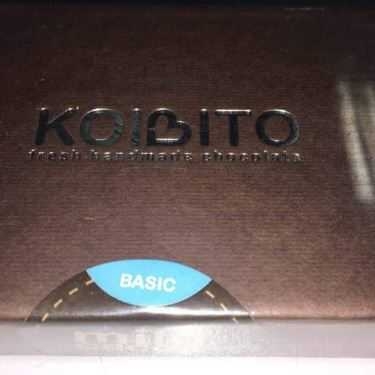 KOIBITO
fresh handmade chocolate
BASIC